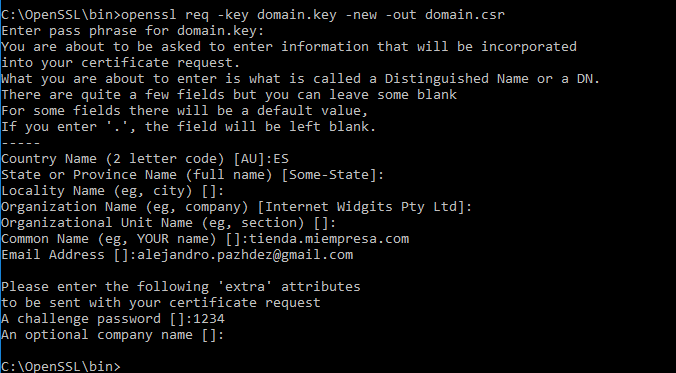 C:\OpenSSL\bin>openssl req -key domain.key -new -out domain.csr
Enter pass phrase for domain.key:
You are about to be asked to enter information that will be incorporated
into your certificate request.
What you are about to enter is what is called a Distinguished Name or a DN.
There are quite a few fields but you can leave some blank
For some fields there will be a default value,
If you enter '.', the field will be left blank.
-----
Country Name (2 letter code) [AU]:ES
State or Province Name (full name) [Some-State]:
Locality Name (eg, city) []:
Organization Name (eg, company) [Internet Widgits Pty Ltd]:
Organizational Unit Name (eg, section) []:
Common Name (eg, YOUR name) []:tienda.miempresa.com
Email Address []:alejandro.pazhdez@gmail.com
Please enter the following 'extra' attributes
to be sent with your certificate request
A challenge password []:1234
An optional company name []:
C:\OpenSSL\bin>